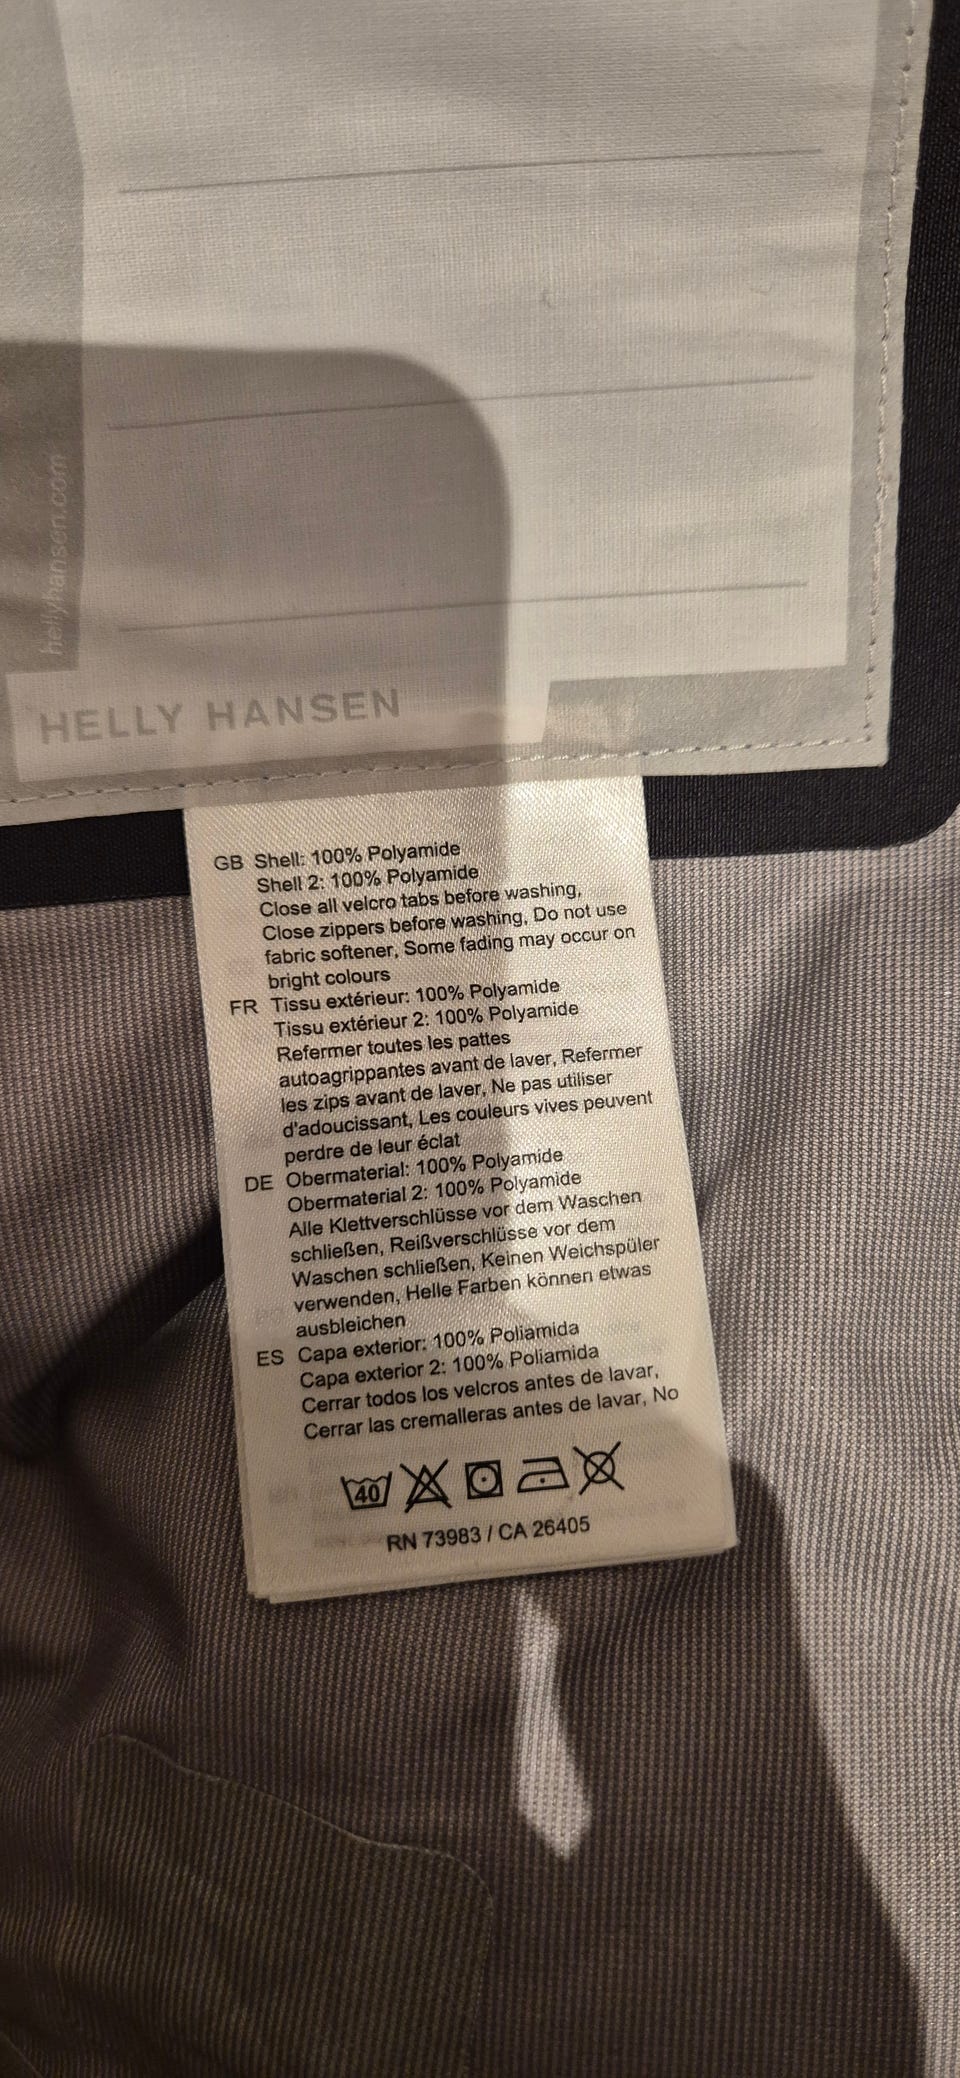 hellyhansen.com
HELLY HANSEN
GB Shell: 100% Polyamide
Shell 2: 100% Polyamide
Close all velcro tabs before washing,
Close zippers before washing, Do not use
fabric softener, Some fading may occur on
bright colours
FR Tissu extérieur: 100% Polyamide
Tissu extérieur 2: 100% Polyamide
Refermer toutes les pattes
autoagrippantes avant de laver, Refermer
les zips avant de laver, Ne pas utiliser
d'adoucissant, Les couleurs vives peuvent
perdre de leur éclat
DE Obermaterial: 100% Polyamide
Obermaterial 2: 100% Polyamide
Alle Klettverschlüsse vor dem Waschen
schließen, Reißverschlüsse vor dem
Waschen schließen, Keinen Weichspüler
verwenden, Helle Farben können etwas
ausbleichen
ES Capa exterior: 100% Poliamida
Capa exterior 2: 100% Poliamida
Cerrar todos los velcros antes de lavar,
Cerrar las cremalleras antes de lavar, No
40
RN 73983 / CA 26405